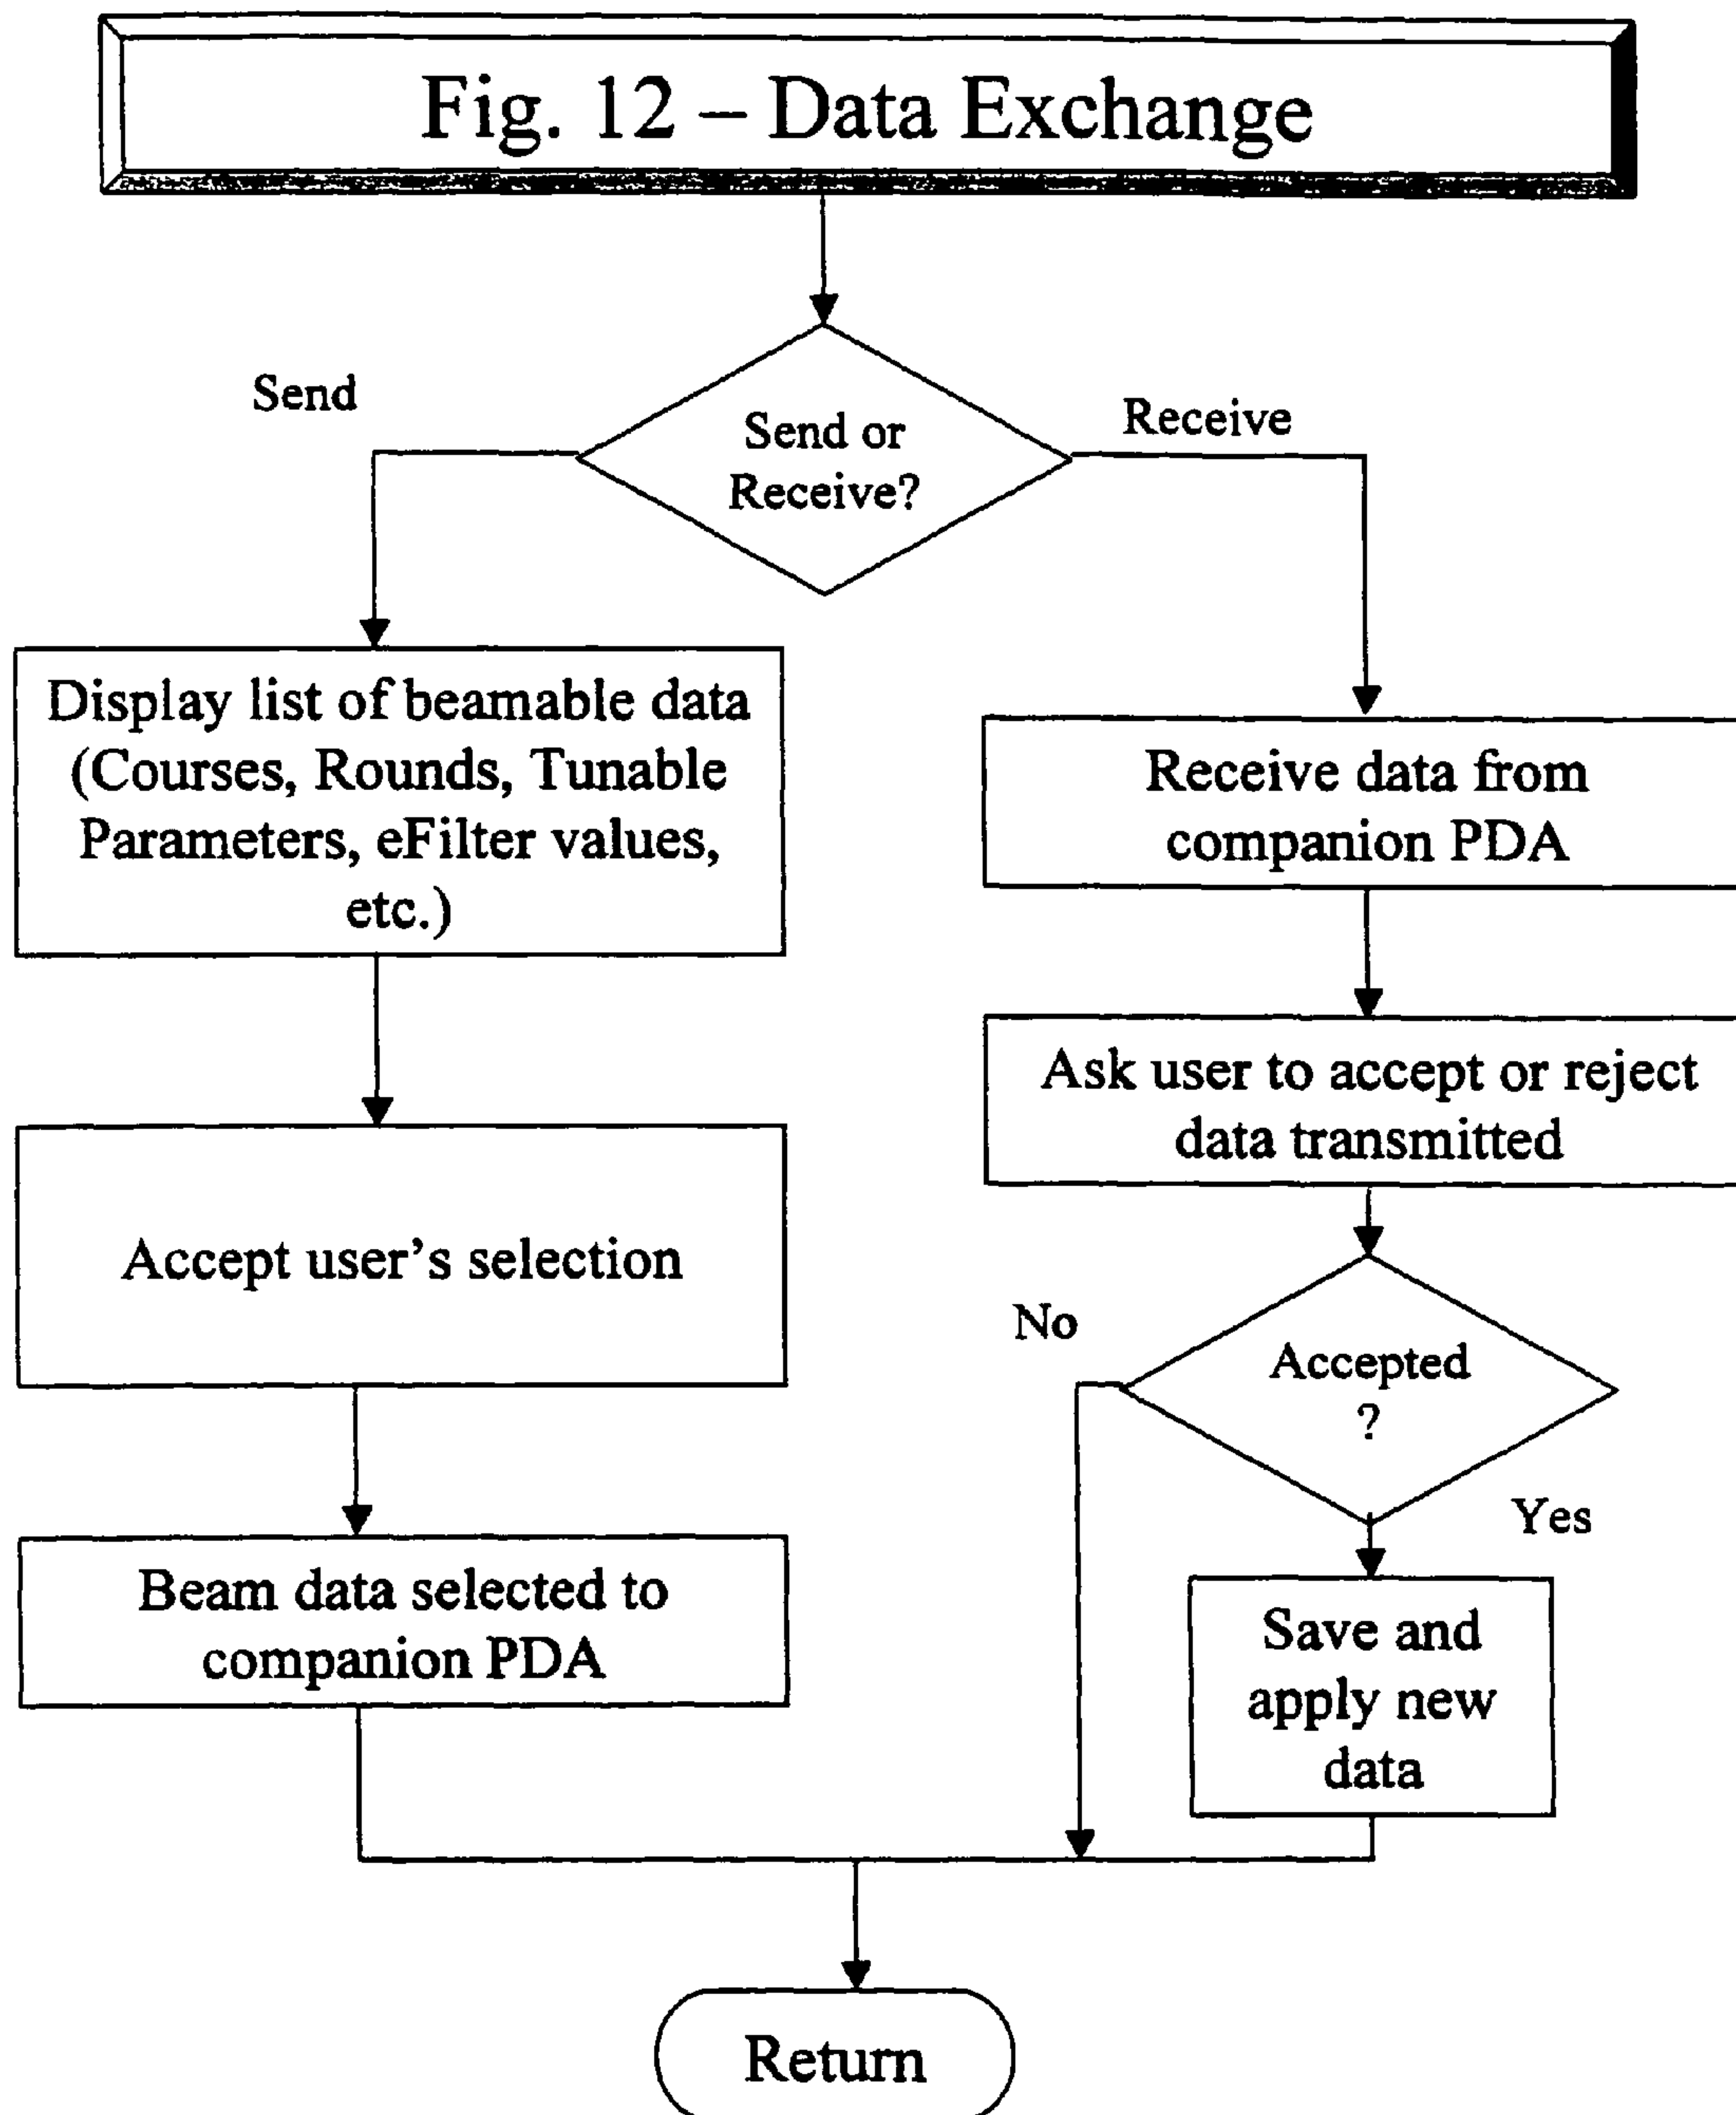 Fig. 12 – Data Exchange
Send
Send or
Receive?
Receive
Display list of beamable data
(Courses, Rounds, Tunable
Parameters, eFilter values,
etc.)
Accept user's selection
Beam data selected to
companion PDA
Receive data from
companion PDA
Ask user to accept or reject
data transmitted
No
Accepted
?
Yes
Save and
apply new
data
Return